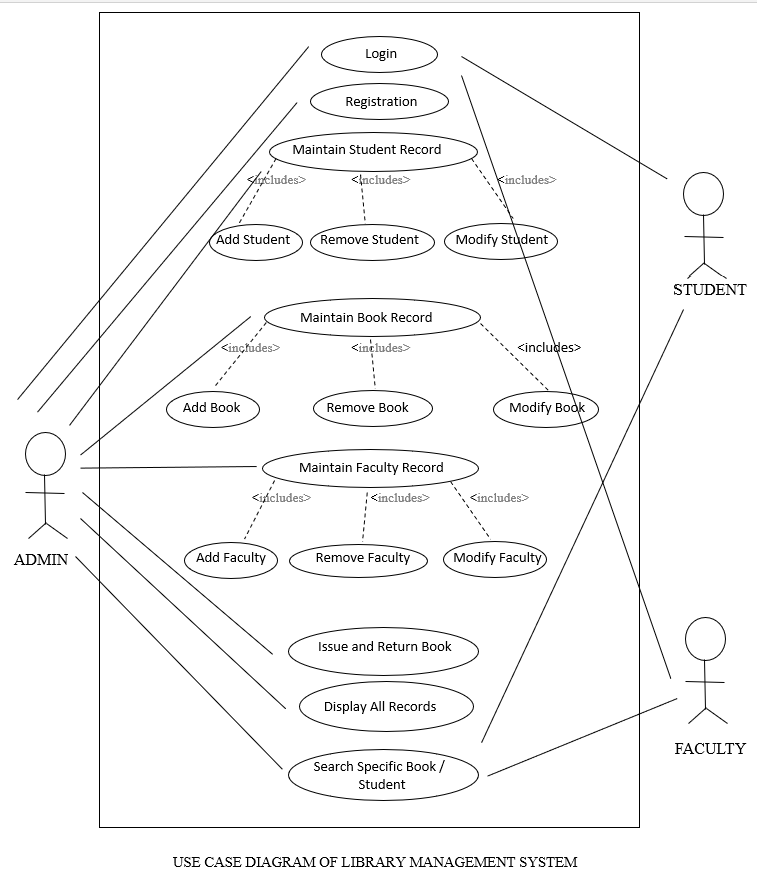 Login
Registration
Maintain Student Record
<includes> <includes> <includes>
Add Student Remove Student Modify Student
STUDENT
Maintain Book Record
<includes> <includes> <includes>
Add Book Remove Book Modify Book
Maintain Faculty Record
<includes> <includes> <includes>
ADMIN
Add Faculty Remove Faculty Modify Faculty
Issue and Return Book
Display All Records
FACULTY
Search Specific Book /
Student
USE CASE DIAGRAM OF LIBRARY MANAGEMENT SYSTEM